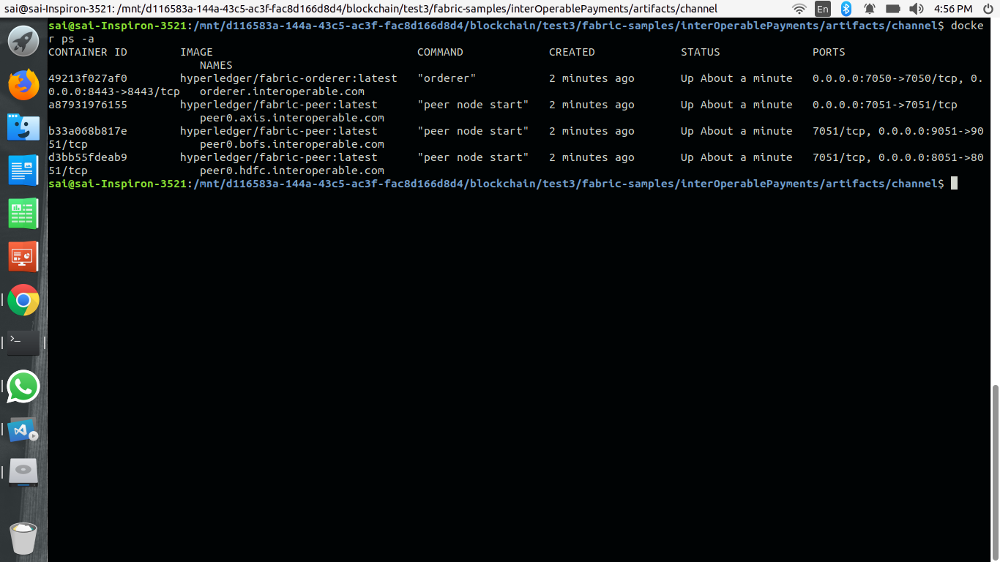 sai@sai-Inspiron-3521: /mnt/d116583a-144a-43c5-ac3f-fac8d166d8d4/blockchain/test3/fabric-samples/interOperablePayments/artifacts/channel En 4:56 PM
sai@sai-Inspiron-3521:/mnt/d116583a-144a-43c5-ac3f-fac8d166d8d4/blockchain/test3/fabric-samples/interOperablePayments/artifacts/channel$ docke
r ps -a
CONTAINER ID        IMAGE                               COMMAND             CREATED             STATUS              PORTS
                       NAMES
49213f027af0        hyperledger/fabric-orderer:latest   "orderer"           2 minutes ago       Up About a minute   0.0.0.0:7050->7050/tcp, 0.
0.0.0:8443->8443/tcp   orderer.interoperable.com
a87931976155        hyperledger/fabric-peer:latest      "peer node start"   2 minutes ago       Up About a minute   0.0.0.0:7051->7051/tcp
                       peer0.axis.interoperable.com
b33a068b817e        hyperledger/fabric-peer:latest      "peer node start"   2 minutes ago       Up About a minute   7051/tcp, 0.0.0.0:9051->90
51/tcp                 peer0.bofs.interoperable.com
d3bb55fdeab9        hyperledger/fabric-peer:latest      "peer node start"   2 minutes ago       Up About a minute   7051/tcp, 0.0.0.0:8051->80
51/tcp                 peer0.hdfc.interoperable.com
sai@sai-Inspiron-3521:/mnt/d116583a-144a-43c5-ac3f-fac8d166d8d4/blockchain/test3/fabric-samples/interOperablePayments/artifacts/channel$